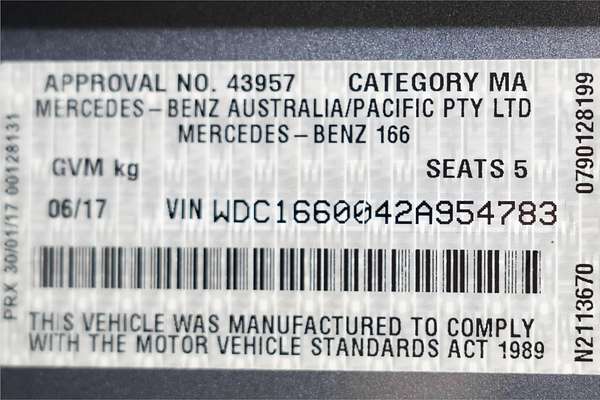 APPROVAL NO. 43957 CATEGORY MA
MERCEDES-BENZ AUSTRALIA/PACIFIC PTY LTD
MERCEDES-BENZ 166
GVM kg SEATS 5
06/17 VIN WDC1660042A954783
THIS VEHICLE WAS MANUFACTURED TO COMPLY
WITH THE MOTOR VEHICLE STANDARDS ACT 1989
PRX 30/01/17 00128131
0790128199
N2113670